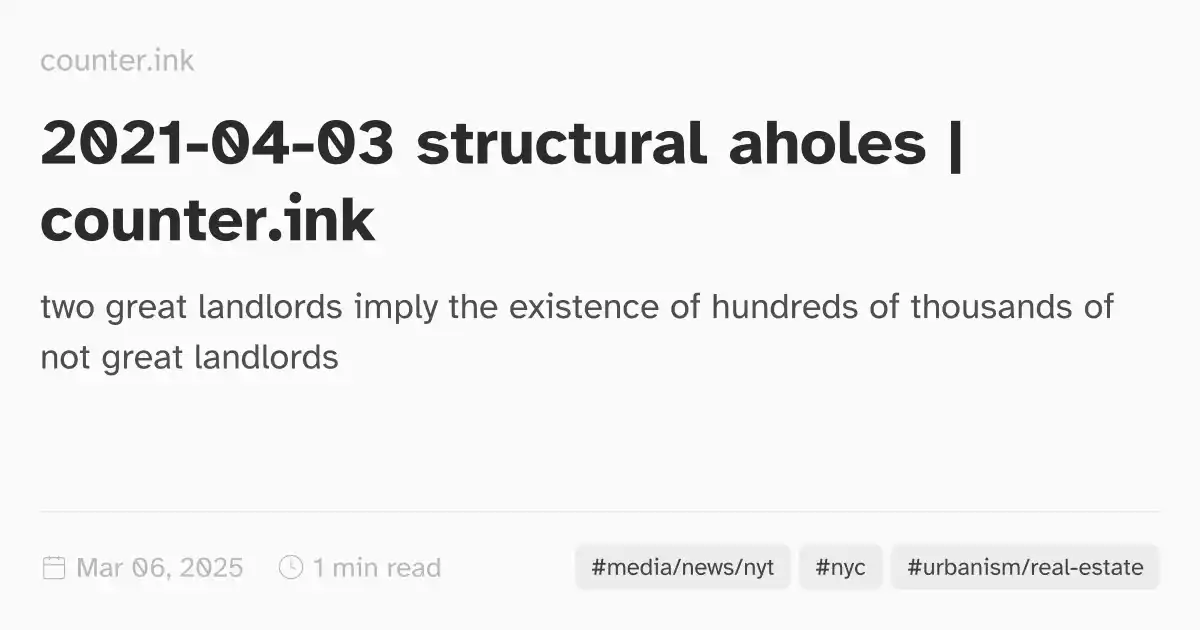 counter.ink
2021-04-03 structural aholes |
counter.ink
two great landlords imply the existence of hundreds of thousands of
not great landlords
Mar 06, 2025 1 min read #media/news/nyt #nyc #urbanism/real-estate